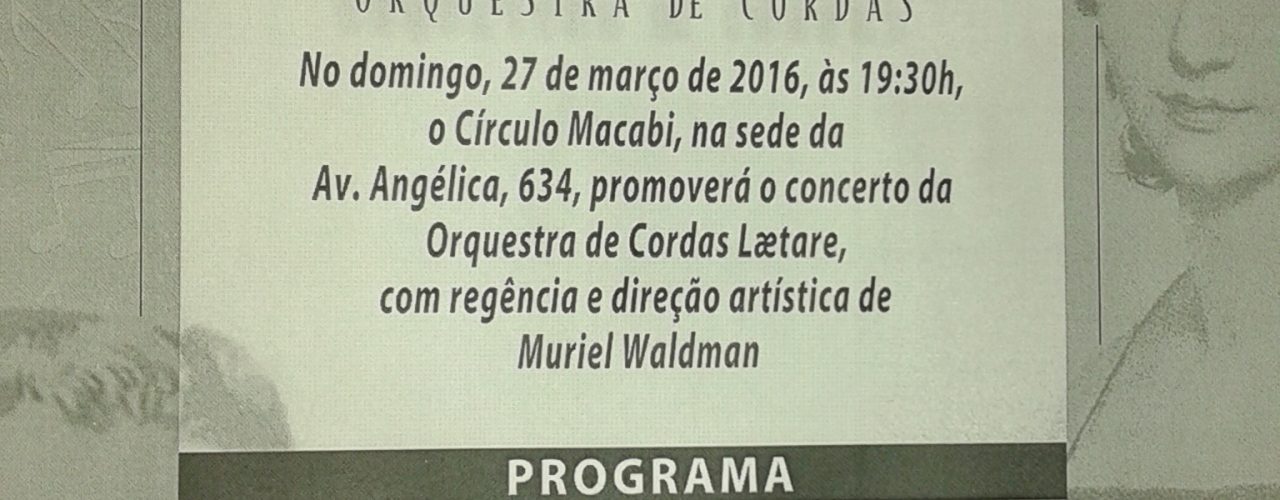 ORQUESTRA DE CORDAS
No domingo, 27 de março de 2016, às 19:30h,
o Círculo Macabi, na sede da
Av. Angélica, 634, promoverá o concerto da
Orquestra de Cordas Lætare,
com regência e direção artística de
Muriel Waldman
PROGRAMA